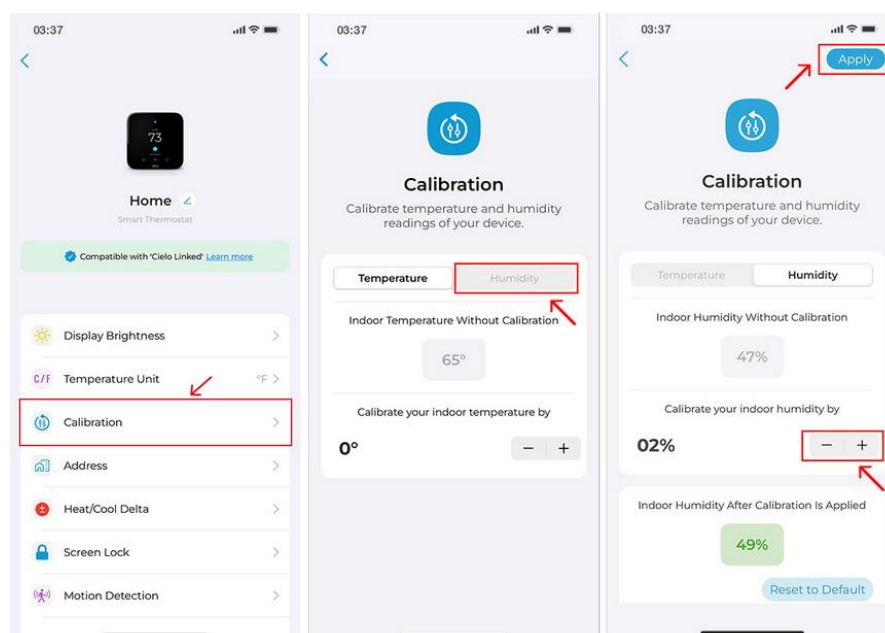 03:37
73
Home
Smart Thermostat
Compatible with 'Cielo Linked' Learn more
Display Brightness
C/F Temperature Unit °F
Calibration
Address
Heat/Cool Delta
Screen Lock
Motion Detection
03:37
Calibration
Calibrate temperature and humidity
readings of your device.
Temperature Humidity
Indoor Temperature Without Calibration
65°
Calibrate your indoor temperature by
0° − +
03:37
Apply
Calibration
Calibrate temperature and humidity
readings of your device.
Temperature Humidity
Indoor Humidity Without Calibration
47%
Calibrate your indoor humidity by
02% − +
Indoor Humidity After Calibration Is Applied
49%
Reset to Default